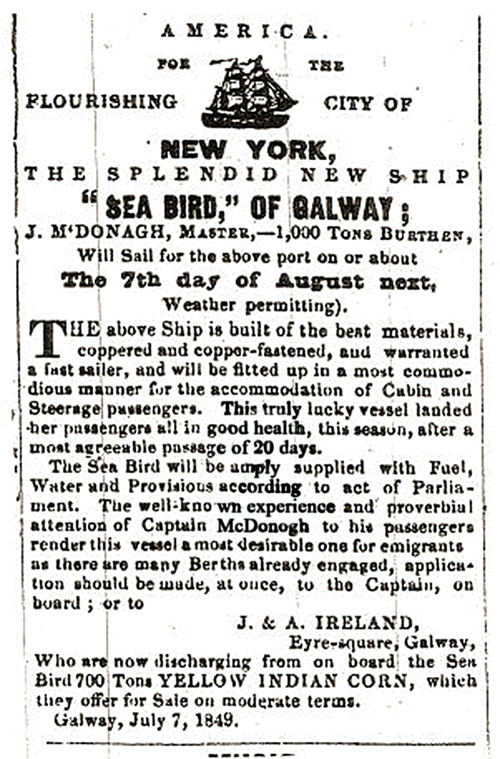 AMERICA.
FOR THE
FLOURISHING CITY OF
NEW YORK,
THE SPLENDID NEW SHIP
"SEA BIRD," OF GALWAY;
J. M'DONAGH, MASTER,—1,000 TONS BURTHEN,
Will Sail for the above port on or about
The 7th day of August next,
Weather permitting).
THE above Ship is built of the best materials,
coppered and copper-fastened, and warranted
a fast sailer, and will be fitted up in a most commo-
dious manner for the accommodation of Cabin and
Steerage passengers. This truly lucky vessel landed
her passengers all in good health, this season, after a
most agreeable passage of 20 days.
The Sea Bird will be amply supplied with Fuel,
Water and Provisions according to act of Parlia-
ment. The well-known experience and proverbial
attention of Captain McDonogh to his passengers
render this vessel a most desirable one for emigrants
as there are many Berths already engaged, applica-
tion should be made, at once, to the Captain, on
board; or to
J. & A. IRELAND,
Eyre-square, Galway,
Who are now discharging from on board the Sea
Bird 700 Tons YELLOW INDIAN CORN, which
they offer for Sale on moderate terms.
Galway, July 7, 1849.